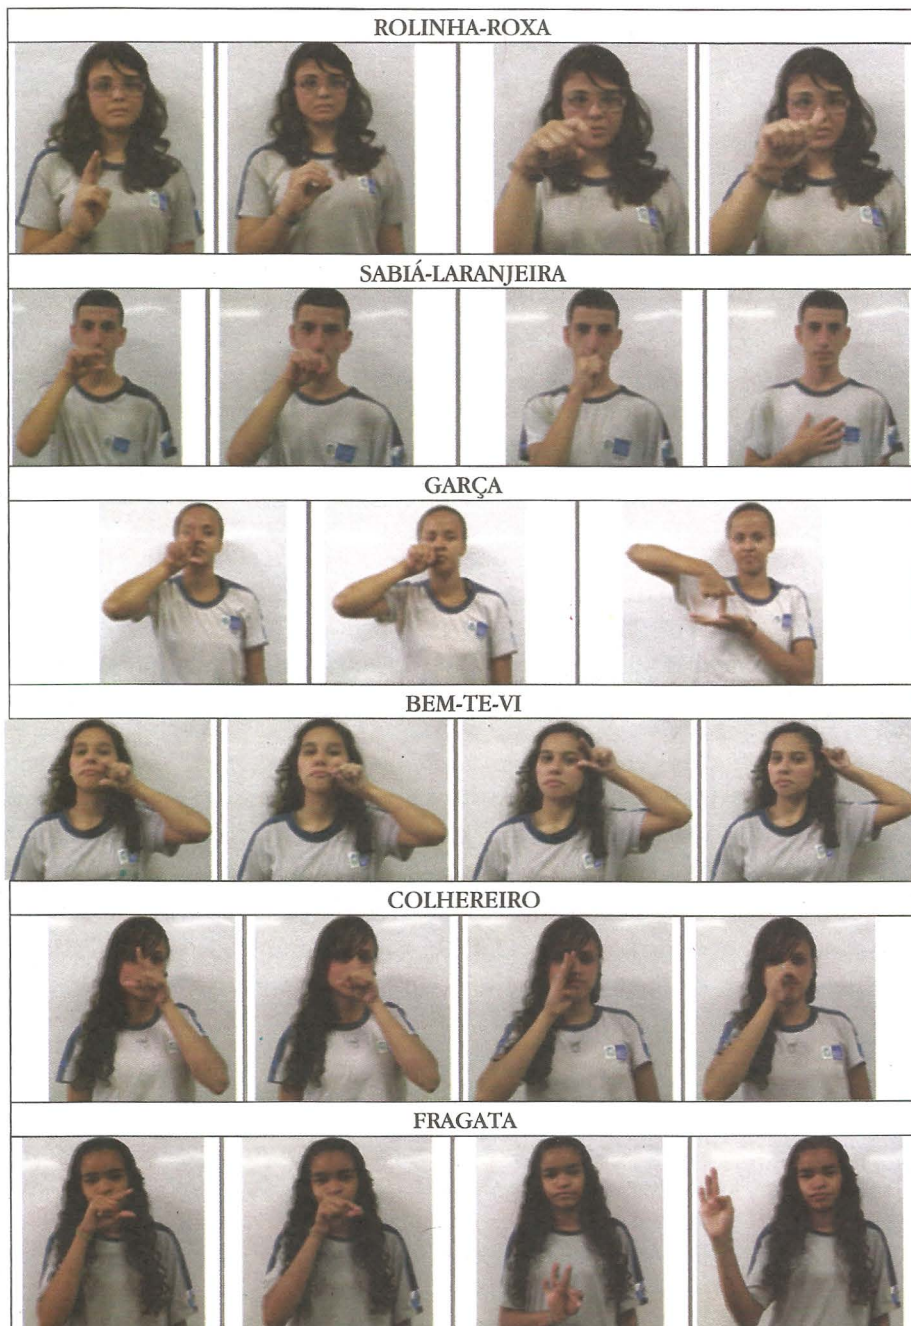 ROLINHA-ROXA
SABIÁ-LARANJEIRA
GARÇA
BEM-TE-VI
COLHEREIRO
FRAGATA